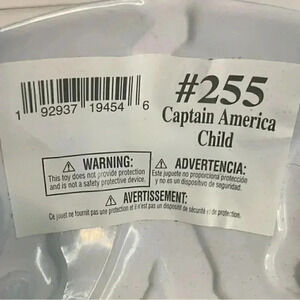 #255
Captain America
Child
1 92937 19454 6
⚠ WARNING:
This toy does not provide protection
and is not a safety protective device.
⚠ ADVERTENCIA:
Este juguete no proporciona protección
y no es un dispositivo de seguridad.
⚠ AVERTISSEMENT:
Ce jouet ne fournit pas une protection et il n'est pas un dispositif de sécurité et de protection.